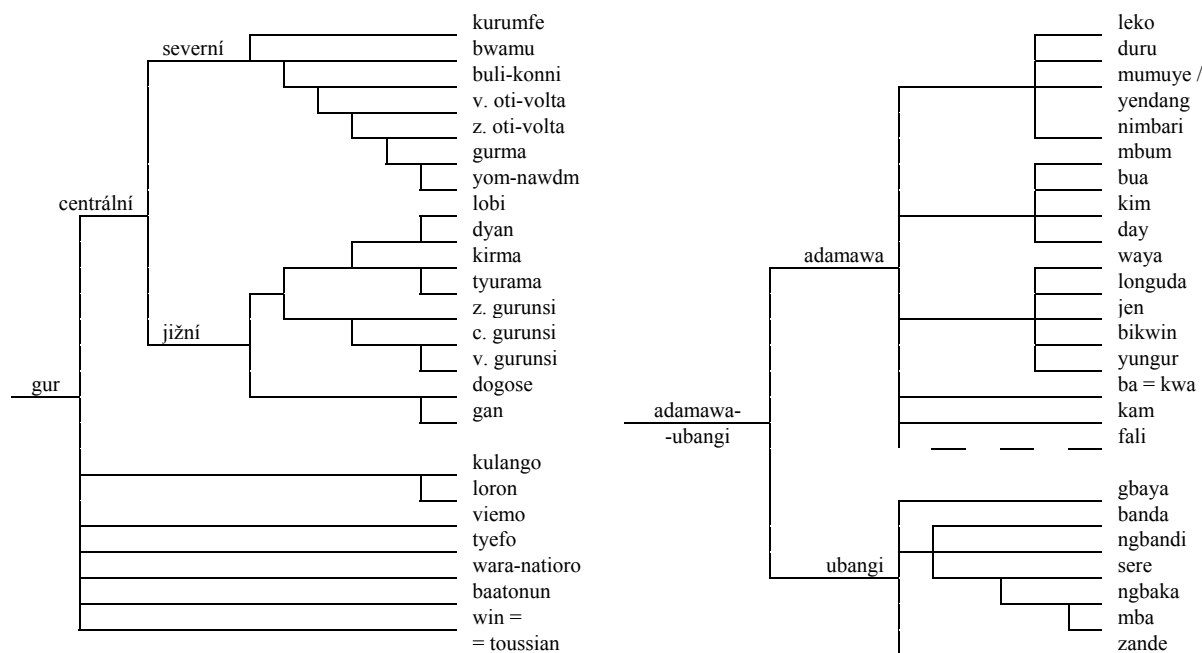 kurumfe
severní
bwamu
buli-konni
v. oti-volta
z. oti-volta
gurma
yom-nawdm
centrální
lobi
dyan
kirma
tyurama
z. gurunsi
jižní
c. gurunsi
v. gurunsi
gur
dogose
gan
kulango
loron
viemo
tyefo
wara-natioro
baatonun
win =
= toussian
leko
duru
mumuye /
yendang
nimbari
mbum
bua
kim
day
adamawa
waya
longuda
jen
bikwin
yungur
ba = kwa
adamawa-
-ubangi
kam
fali
gbaya
banda
ngbandi
ubangi
sere
ngbaka
mba
zande